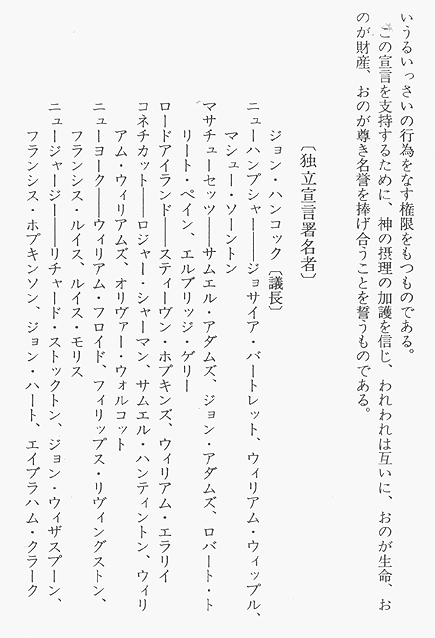 いうるいっさいの行為をなす権限をもつものである。
この宣言を支持するために、神の摂理の加護を信じ、われわれは互いに、おのが生命、お
のが財産、おのが尊き名誉を捧げ合うことを誓うものである。
〔独立宣言署名者〕
ジョン・ハンコック〔議長〕
ニューハンプシャー――ジョサイア・バートレット、ウィリアム・ウィップル、
マシュー・ソーントン
マサチューセッツ――サムエル・アダムズ、ジョン・アダムズ、ロバート・ト
リート・ペイン、エルブリッジ・ゲリー
ロードアイランド――スティーヴン・ホプキンズ、ウィリアム・エラリイ
コネチカット――ロジャー・シャーマン、サムエル・ハンティントン、ウィリ
アム・ウィリアムズ、オリヴァー・ウォルコット
ニューヨーク――ウィリアム・フロイド、フィリップス・リヴィングストン、
フランシス・ルイス、ルイス・モリス
ニュージャージー――リチャード・ストックトン、ジョン・ウィザスプーン、
フランシス・ホプキンソン、ジョン・ハート、エイブラハム・クラーク